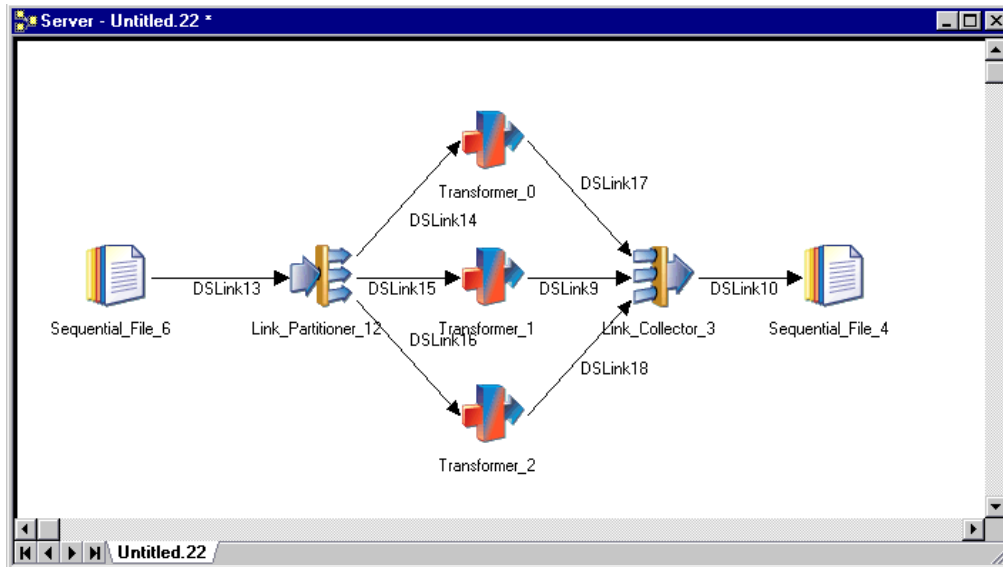 Server - Untitled.22 *
DSLink17
Transformer_0
DSLink14
DSLink13
DSLink15
DSLink9
DSLink10
Sequential_File_6
Link_Partitioner_12
Transformer_1
Link_Collector_3
Sequential_File_4
DSLink16
DSLink18
Transformer_2
Untitled.22